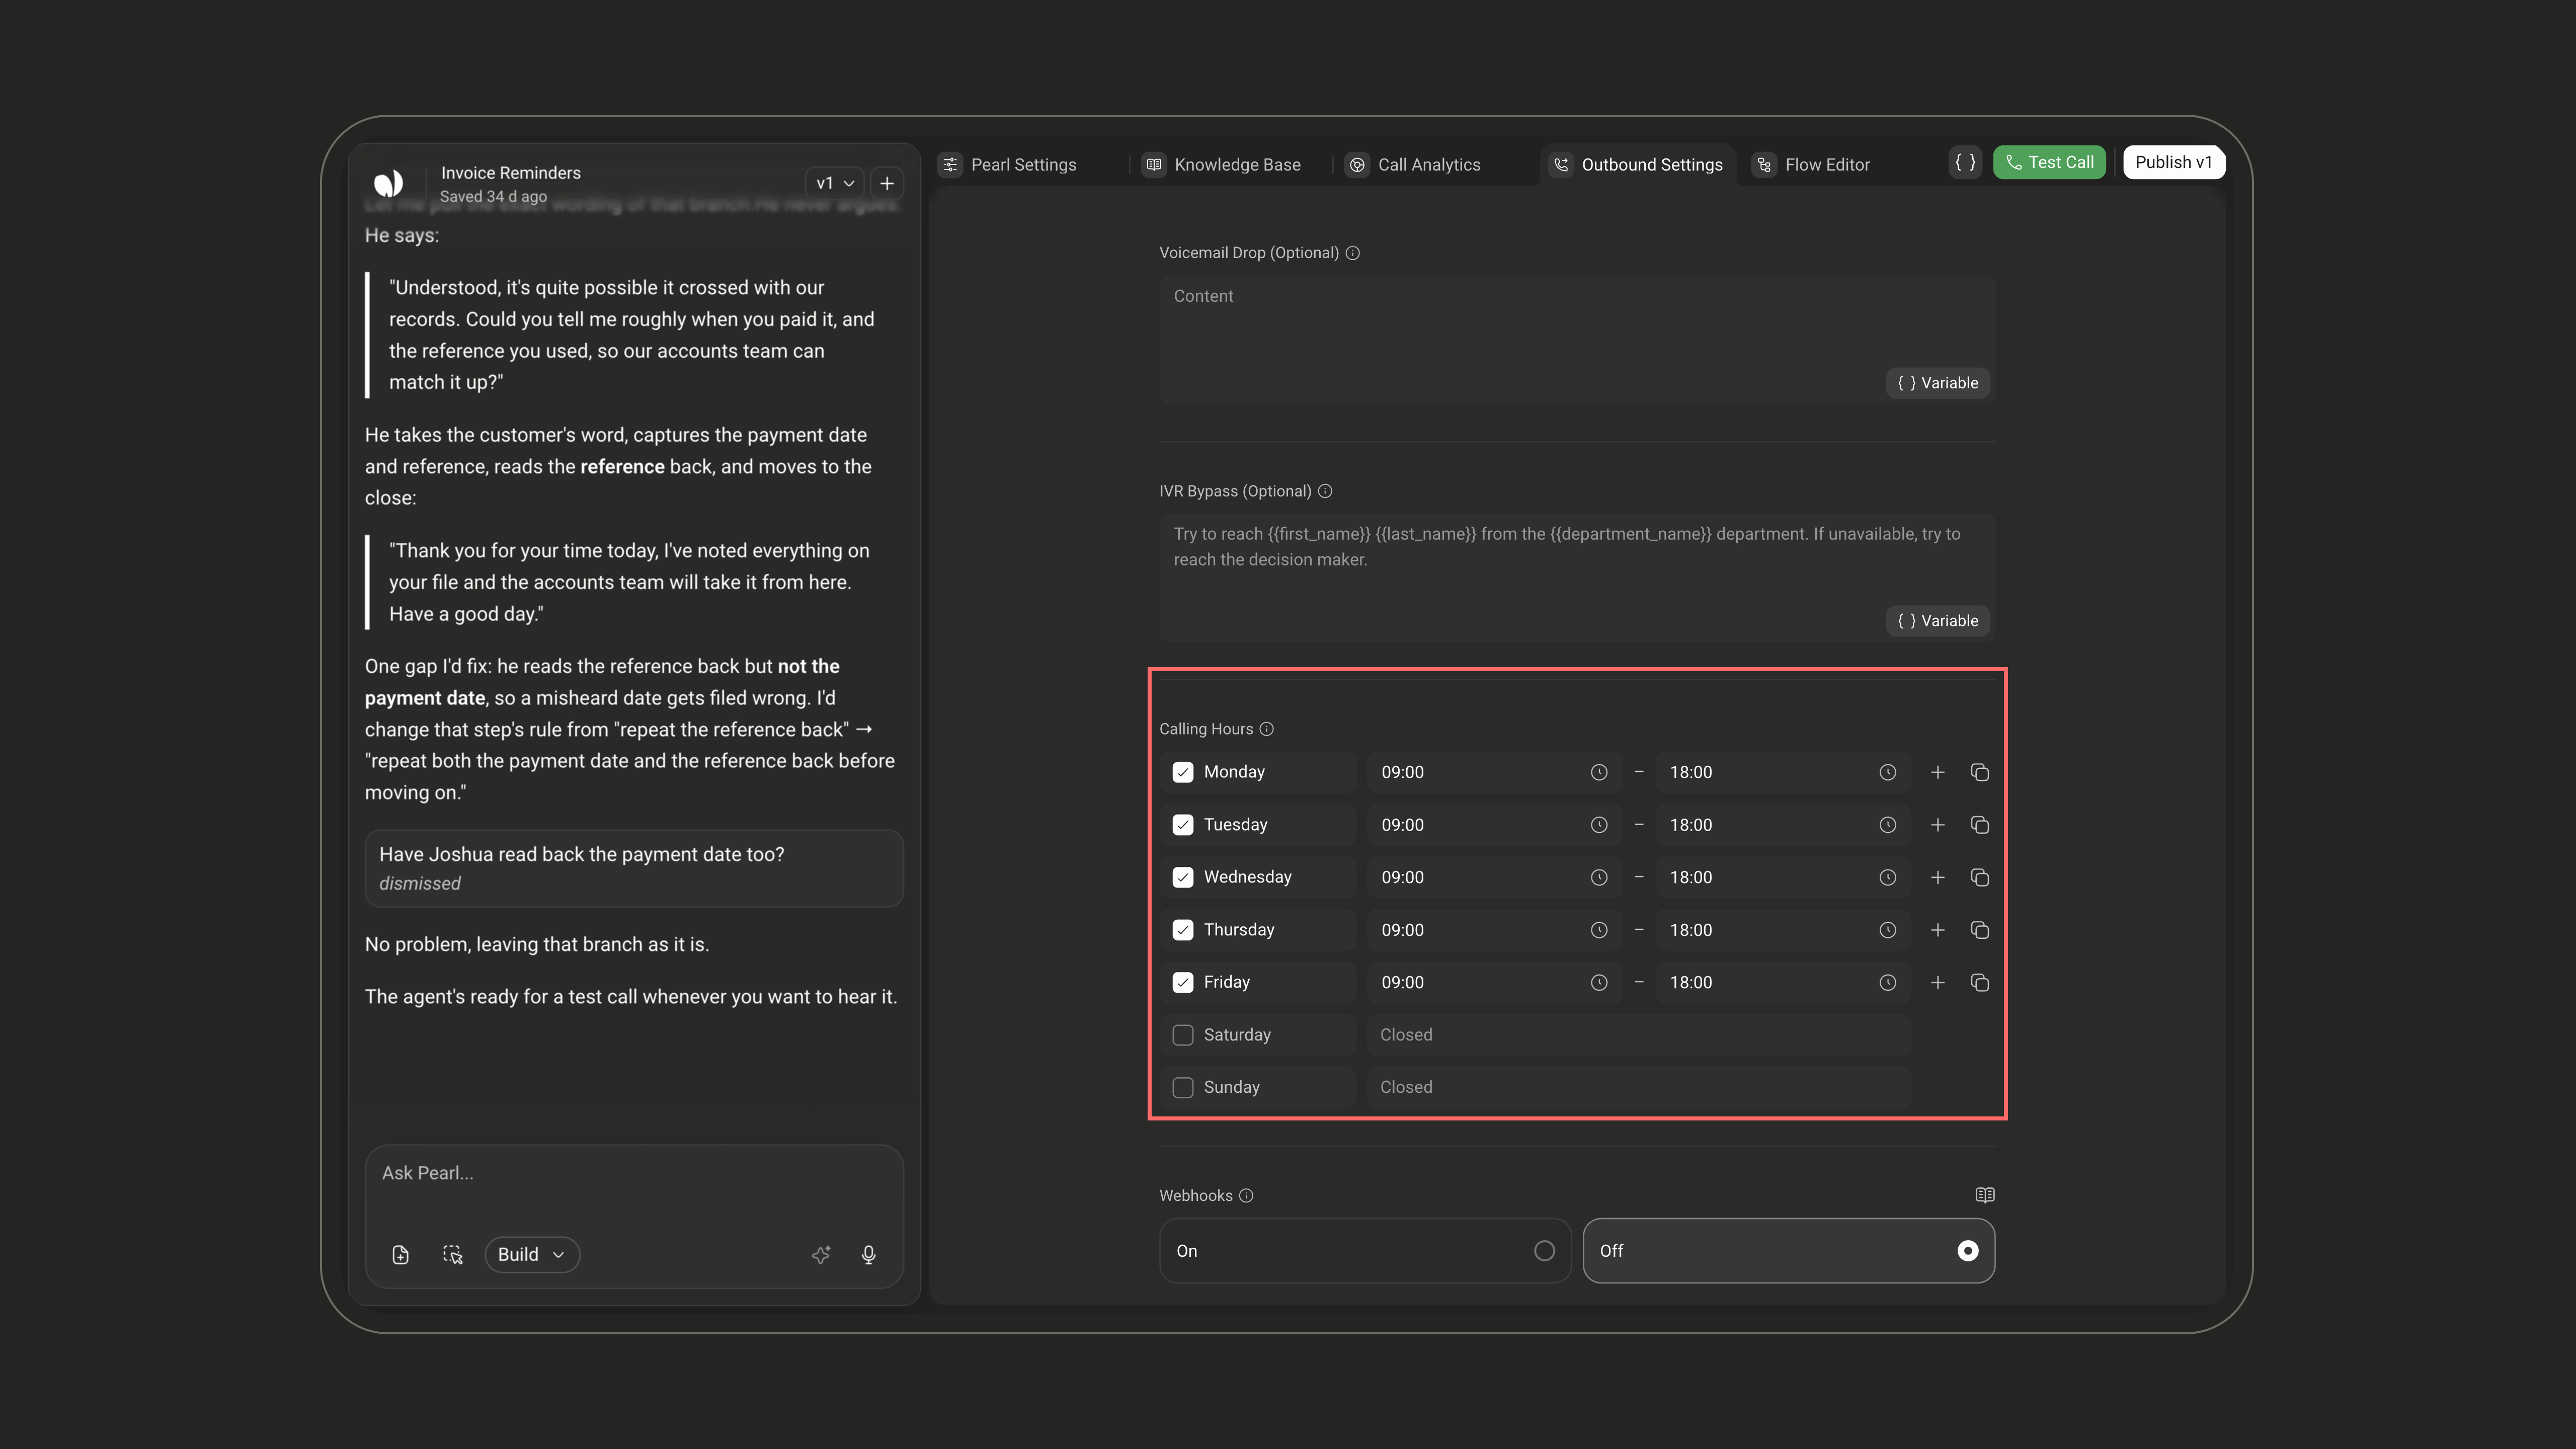 Invoice Reminders
Saved 34 d ago
v1
Let me pull the exact wording of that branch.He never argues.
He says:
"Understood, it's quite possible it crossed with our
records. Could you tell me roughly when you paid it, and
the reference you used, so our accounts team can
match it up?"
He takes the customer's word, captures the payment date
and reference, reads the reference back, and moves to the
close:
"Thank you for your time today, I've noted everything on
your file and the accounts team will take it from here.
Have a good day."
One gap I'd fix: he reads the reference back but not the
payment date, so a misheard date gets filed wrong. I'd
change that step's rule from "repeat the reference back" →
"repeat both the payment date and the reference back before
moving on."
Have Joshua read back the payment date too?
dismissed
No problem, leaving that branch as it is.
The agent's ready for a test call whenever you want to hear it.
Ask Pearl...
Build
Pearl Settings
Knowledge Base
Call Analytics
Outbound Settings
Flow Editor
{ }
Test Call
Publish v1
Voicemail Drop (Optional)
Content
{ } Variable
IVR Bypass (Optional)
Try to reach {{first_name}} {{last_name}} from the {{department_name}} department. If unavailable, try to
reach the decision maker.
{ } Variable
Calling Hours
Monday 09:00 – 18:00
Tuesday 09:00 – 18:00
Wednesday 09:00 – 18:00
Thursday 09:00 – 18:00
Friday 09:00 – 18:00
Saturday Closed
Sunday Closed
Webhooks
On
Off